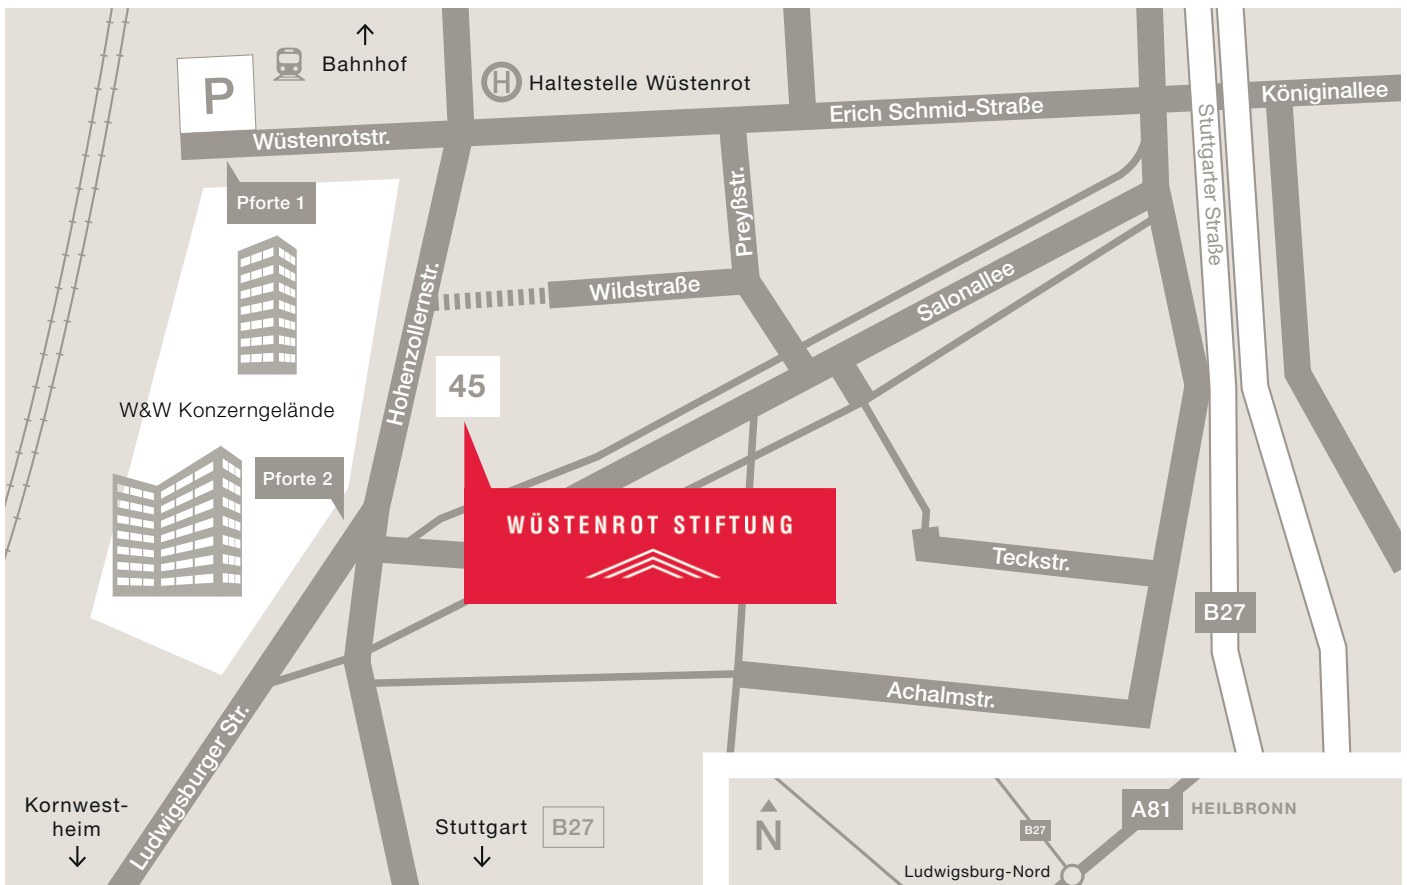 Bahnhof
P
H
Haltestelle Wüstenrot
Königinallee
Erich Schmid-Straße
Wüstenrotstr.
Stuttgarter Straße
Pforte 1
Preyßstr.
Hohenzollernstr.
Wildstraße
Salonallee
45
W&W Konzerngelände
Pforte 2
WÜSTENROT STIFTUNG
Teckstr.
B27
Achalmstr.
Ludwigsburger Str.
Kornwest-
heim
Stuttgart
B27
N
A81
HEILBRONN
B27
Ludwigsburg-Nord